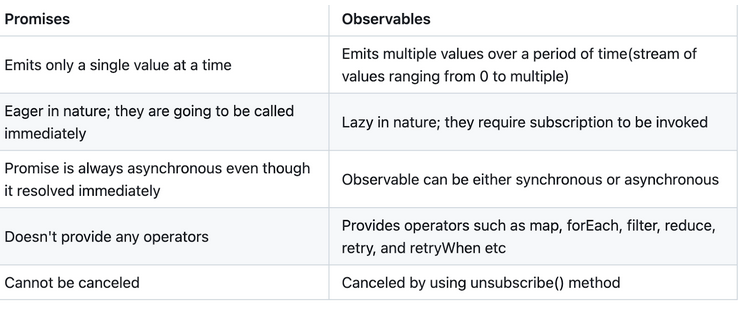 Promises
Observables
Emits only a single value at a time
Emits multiple values over a period of time(stream of
values ranging from 0 to multiple)
Eager in nature; they are going to be called
immediately
Lazy in nature; they require subscription to be invoked
Promise is always asynchronous even though
it resolved immediately
Observable can be either synchronous or asynchronous
Doesn't provide any operators
Provides operators such as map, forEach, filter, reduce,
retry, and retryWhen etc
Cannot be canceled
Canceled by using unsubscribe() method